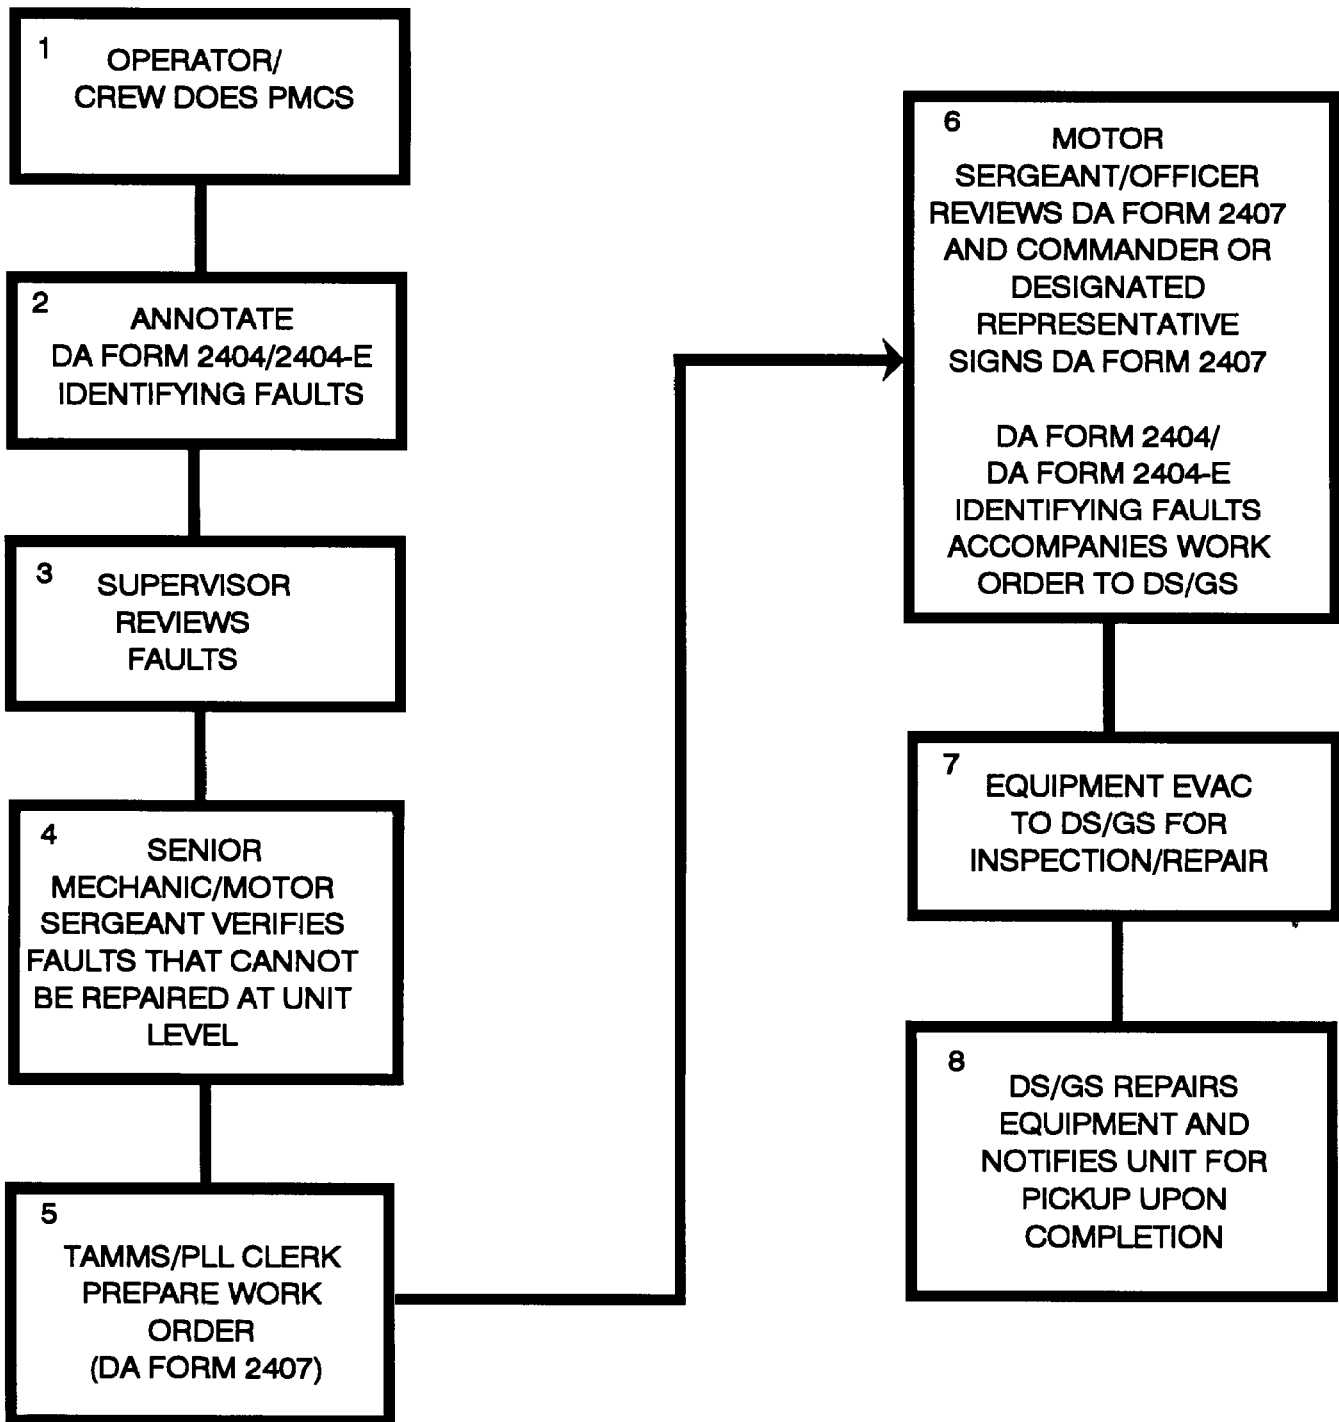 1
OPERATOR/
CREW DOES PMCS
2
ANNOTATE
DA FORM 2404/2404-E
IDENTIFYING FAULTS
3
SUPERVISOR
REVIEWS
FAULTS
4
SENIOR
MECHANIC/MOTOR
SERGEANT VERIFIES
FAULTS THAT CANNOT
BE REPAIRED AT UNIT
LEVEL
5
TAMMS/PLL CLERK
PREPARE WORK
ORDER
(DA FORM 2407)
6
MOTOR
SERGEANT/OFFICER
REVIEWS DA FORM 2407
AND COMMANDER OR
DESIGNATED
REPRESENTATIVE
SIGNS DA FORM 2407
DA FORM 2404/
DA FORM 2404-E
IDENTIFYING FAULTS
ACCOMPANIES WORK
ORDER TO DS/GS
7
EQUIPMENT EVAC
TO DS/GS FOR
INSPECTION/REPAIR
8
DS/GS REPAIRS
EQUIPMENT AND
NOTIFIES UNIT FOR
PICKUP UPON
COMPLETION